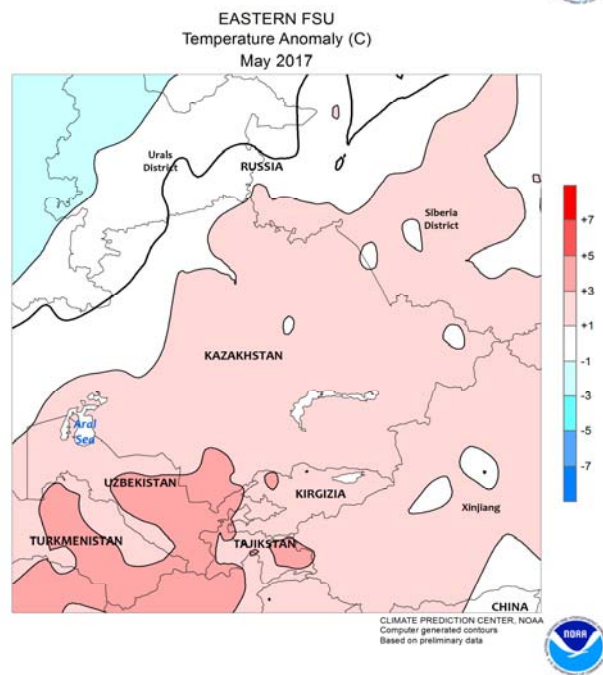 EASTERN FSU
Temperature Anomaly (C)
May 2017
Urals
District
RUSSIA
Siberia
District
KAZAKHSTAN
Aral
Sea
UZBEKISTAN
KIRGIZIA
Xinjiang
TURKMENISTAN
TAJIKSTAN
CHINA
+7
+5
+3
+1
-1
-3
-5
-7
CLIMATE PREDICTION CENTER, NOAA
Computer generated contours
Based on preliminary data
NOAA